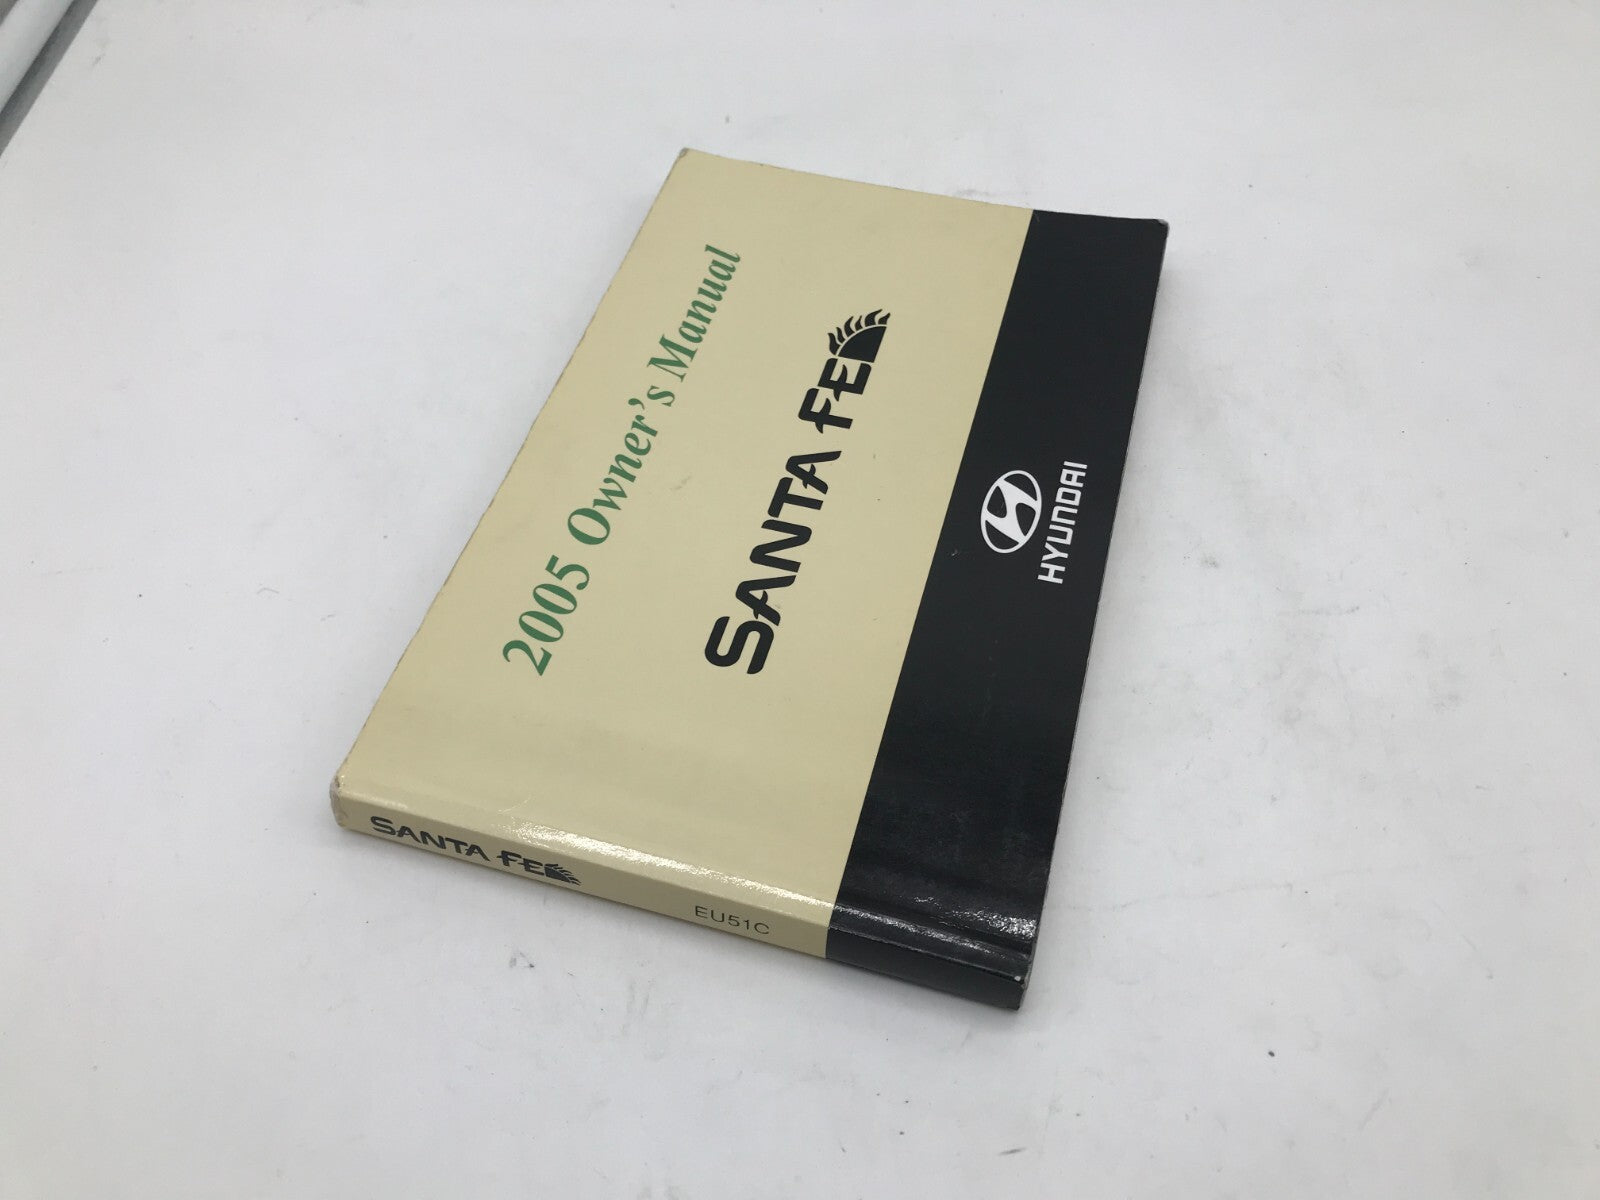 2005 Owner's Manual
SANTA FE
HYUNDAI
SANTA FE
EU51C